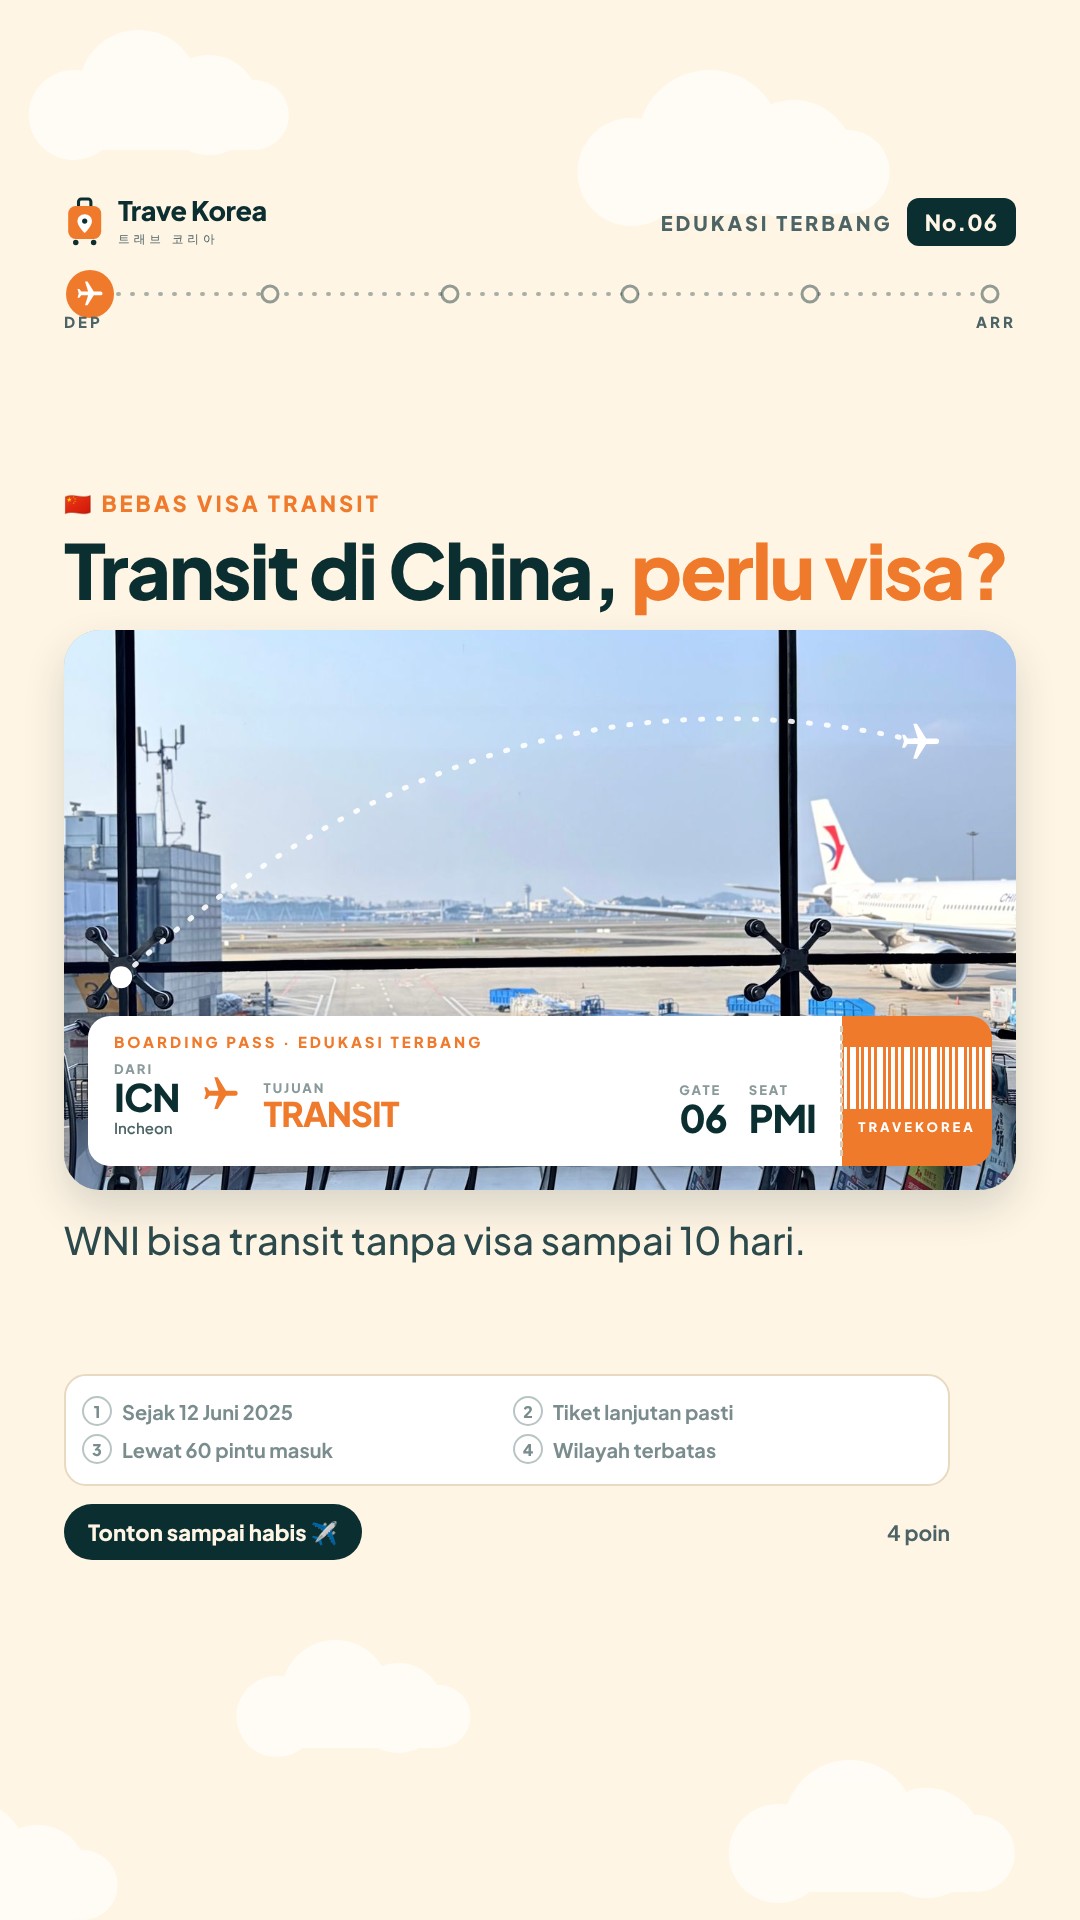 Trave Korea
트래브 코리아
EDUKASI TERBANG
No.06
DEP
ARR
🇨🇳 BEBAS VISA TRANSIT
Transit di China, perlu visa?
BOARDING PASS · EDUKASI TERBANG
DARI
ICN
Incheon
TUJUAN
TRANSIT
GATE
06
SEAT
PMI
TRAVEKOREA
WNI bisa transit tanpa visa sampai 10 hari.
1 Sejak 12 Juni 2025
2 Tiket lanjutan pasti
3 Lewat 60 pintu masuk
4 Wilayah terbatas
Tonton sampai habis ✈️
4 poin